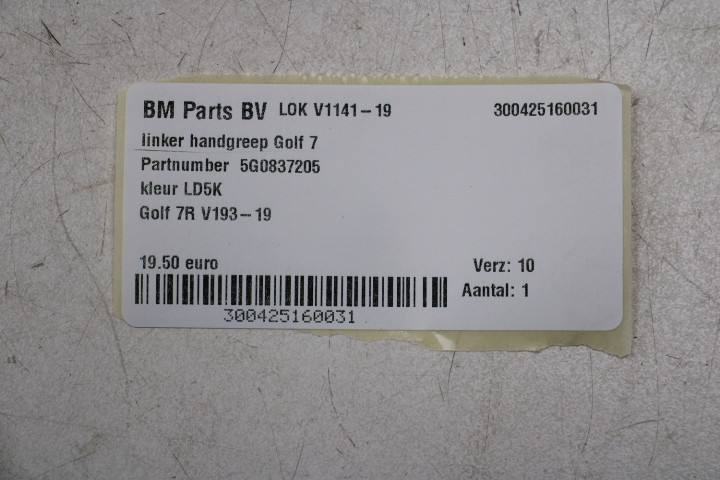 BM Parts BV LOK V1141-19 300425160031
linker handgreep Golf 7
Partnumber 5G0837205
kleur LD5K
Golf 7R V193-19
19.50 euro Verz: 10
Aantal: 1
300425160031